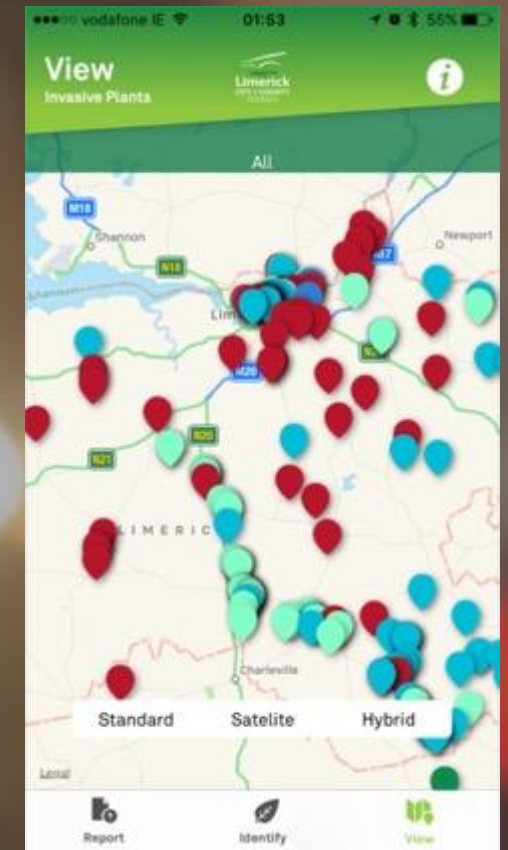 vodafone IE 01:53 55%
View
Invasive Plants
Limerick
All
M18
Shannon
Newport
N18
M20
N20
N21
LIMERIC
Charleville
Standard Satelite Hybrid
Legal
Report Identify View